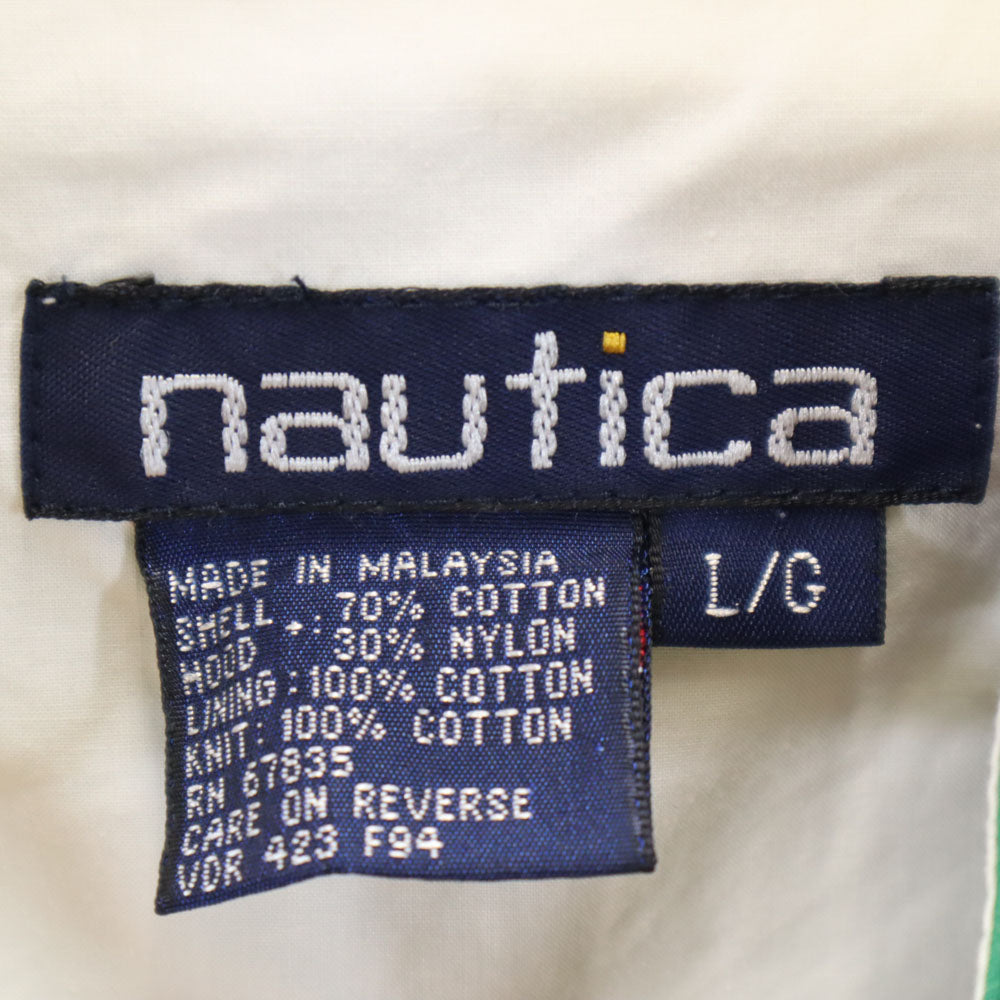 nautica
L/G
MADE IN MALAYSIA
SHELL +: 70% COTTON
HOOD 30% NYLON
LINING: 100% COTTON
KNIT: 100% COTTON
RN 67835
CARE ON REVERSE
VDR 423 F94